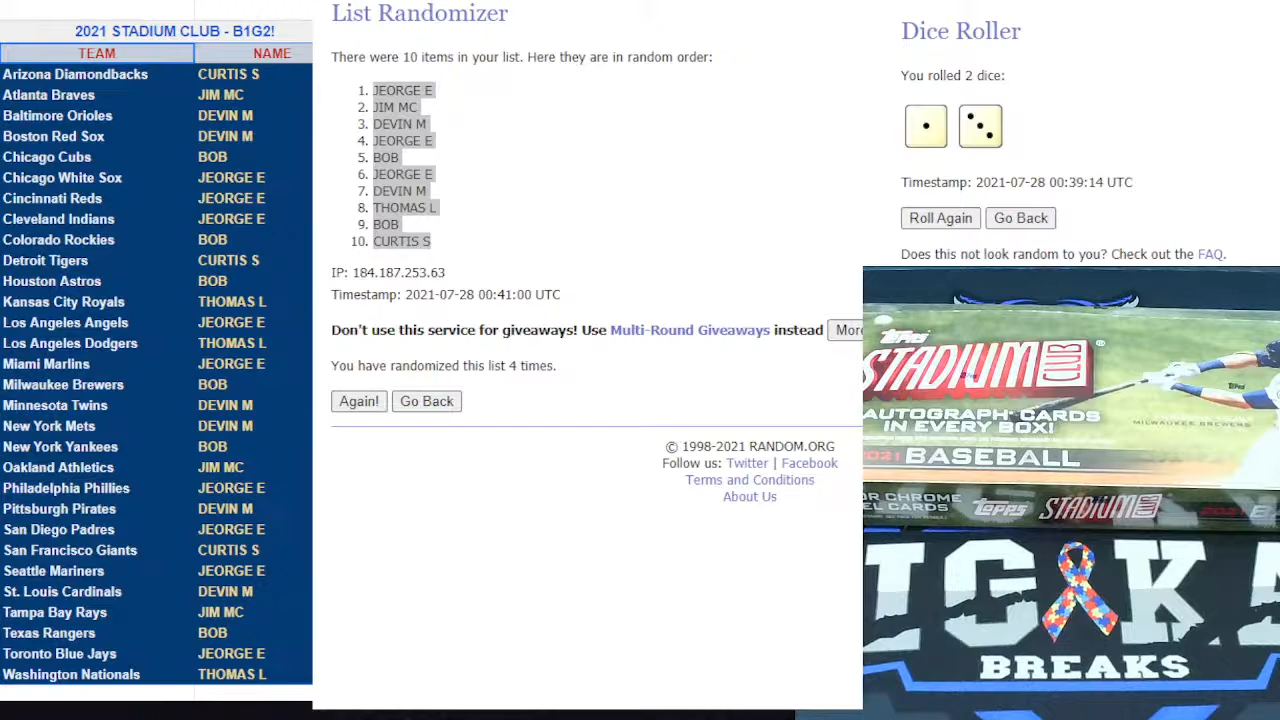 2021 STADIUM CLUB - B1G2!
TEAM NAME
Arizona Diamondbacks CURTIS S
Atlanta Braves JIM MC
Baltimore Orioles DEVIN M
Boston Red Sox DEVIN M
Chicago Cubs BOB
Chicago White Sox JEORGE E
Cincinnati Reds JEORGE E
Cleveland Indians JEORGE E
Colorado Rockies BOB
Detroit Tigers CURTIS S
Houston Astros BOB
Kansas City Royals THOMAS L
Los Angeles Angels JEORGE E
Los Angeles Dodgers THOMAS L
Miami Marlins JEORGE E
Milwaukee Brewers BOB
Minnesota Twins DEVIN M
New York Mets DEVIN M
New York Yankees BOB
Oakland Athletics JIM MC
Philadelphia Phillies JEORGE E
Pittsburgh Pirates DEVIN M
San Diego Padres JEORGE E
San Francisco Giants CURTIS S
Seattle Mariners JEORGE E
St. Louis Cardinals DEVIN M
Tampa Bay Rays JIM MC
Texas Rangers BOB
Toronto Blue Jays JEORGE E
Washington Nationals THOMAS L
List Randomizer
There were 10 items in your list. Here they are in random order:
1. JEORGE E
2. JIM MC
3. DEVIN M
4. JEORGE E
5. BOB
6. JEORGE E
7. DEVIN M
8. THOMAS L
9. BOB
10. CURTIS S
IP: 184.187.253.63
Timestamp: 2021-07-28 00:41:00 UTC
Don't use this service for giveaways! Use Multi-Round Giveaways instead More
You have randomized this list 4 times.
Again! Go Back
© 1998-2021 RANDOM.ORG
Follow us: Twitter | Facebook
Terms and Conditions
About Us
Dice Roller
You rolled 2 dice:
Timestamp: 2021-07-28 00:39:14 UTC
Roll Again Go Back
Does this not look random to you? Check out the FAQ.
Topps
STADIUM CLUB
AUTOGRAPH CARDS
IN EVERY BOX!
MILWAUKEE BREWERS
2021 BASEBALL
OR CHROME
EL CARDS
Topps STADIUM CLUB
BREAKS